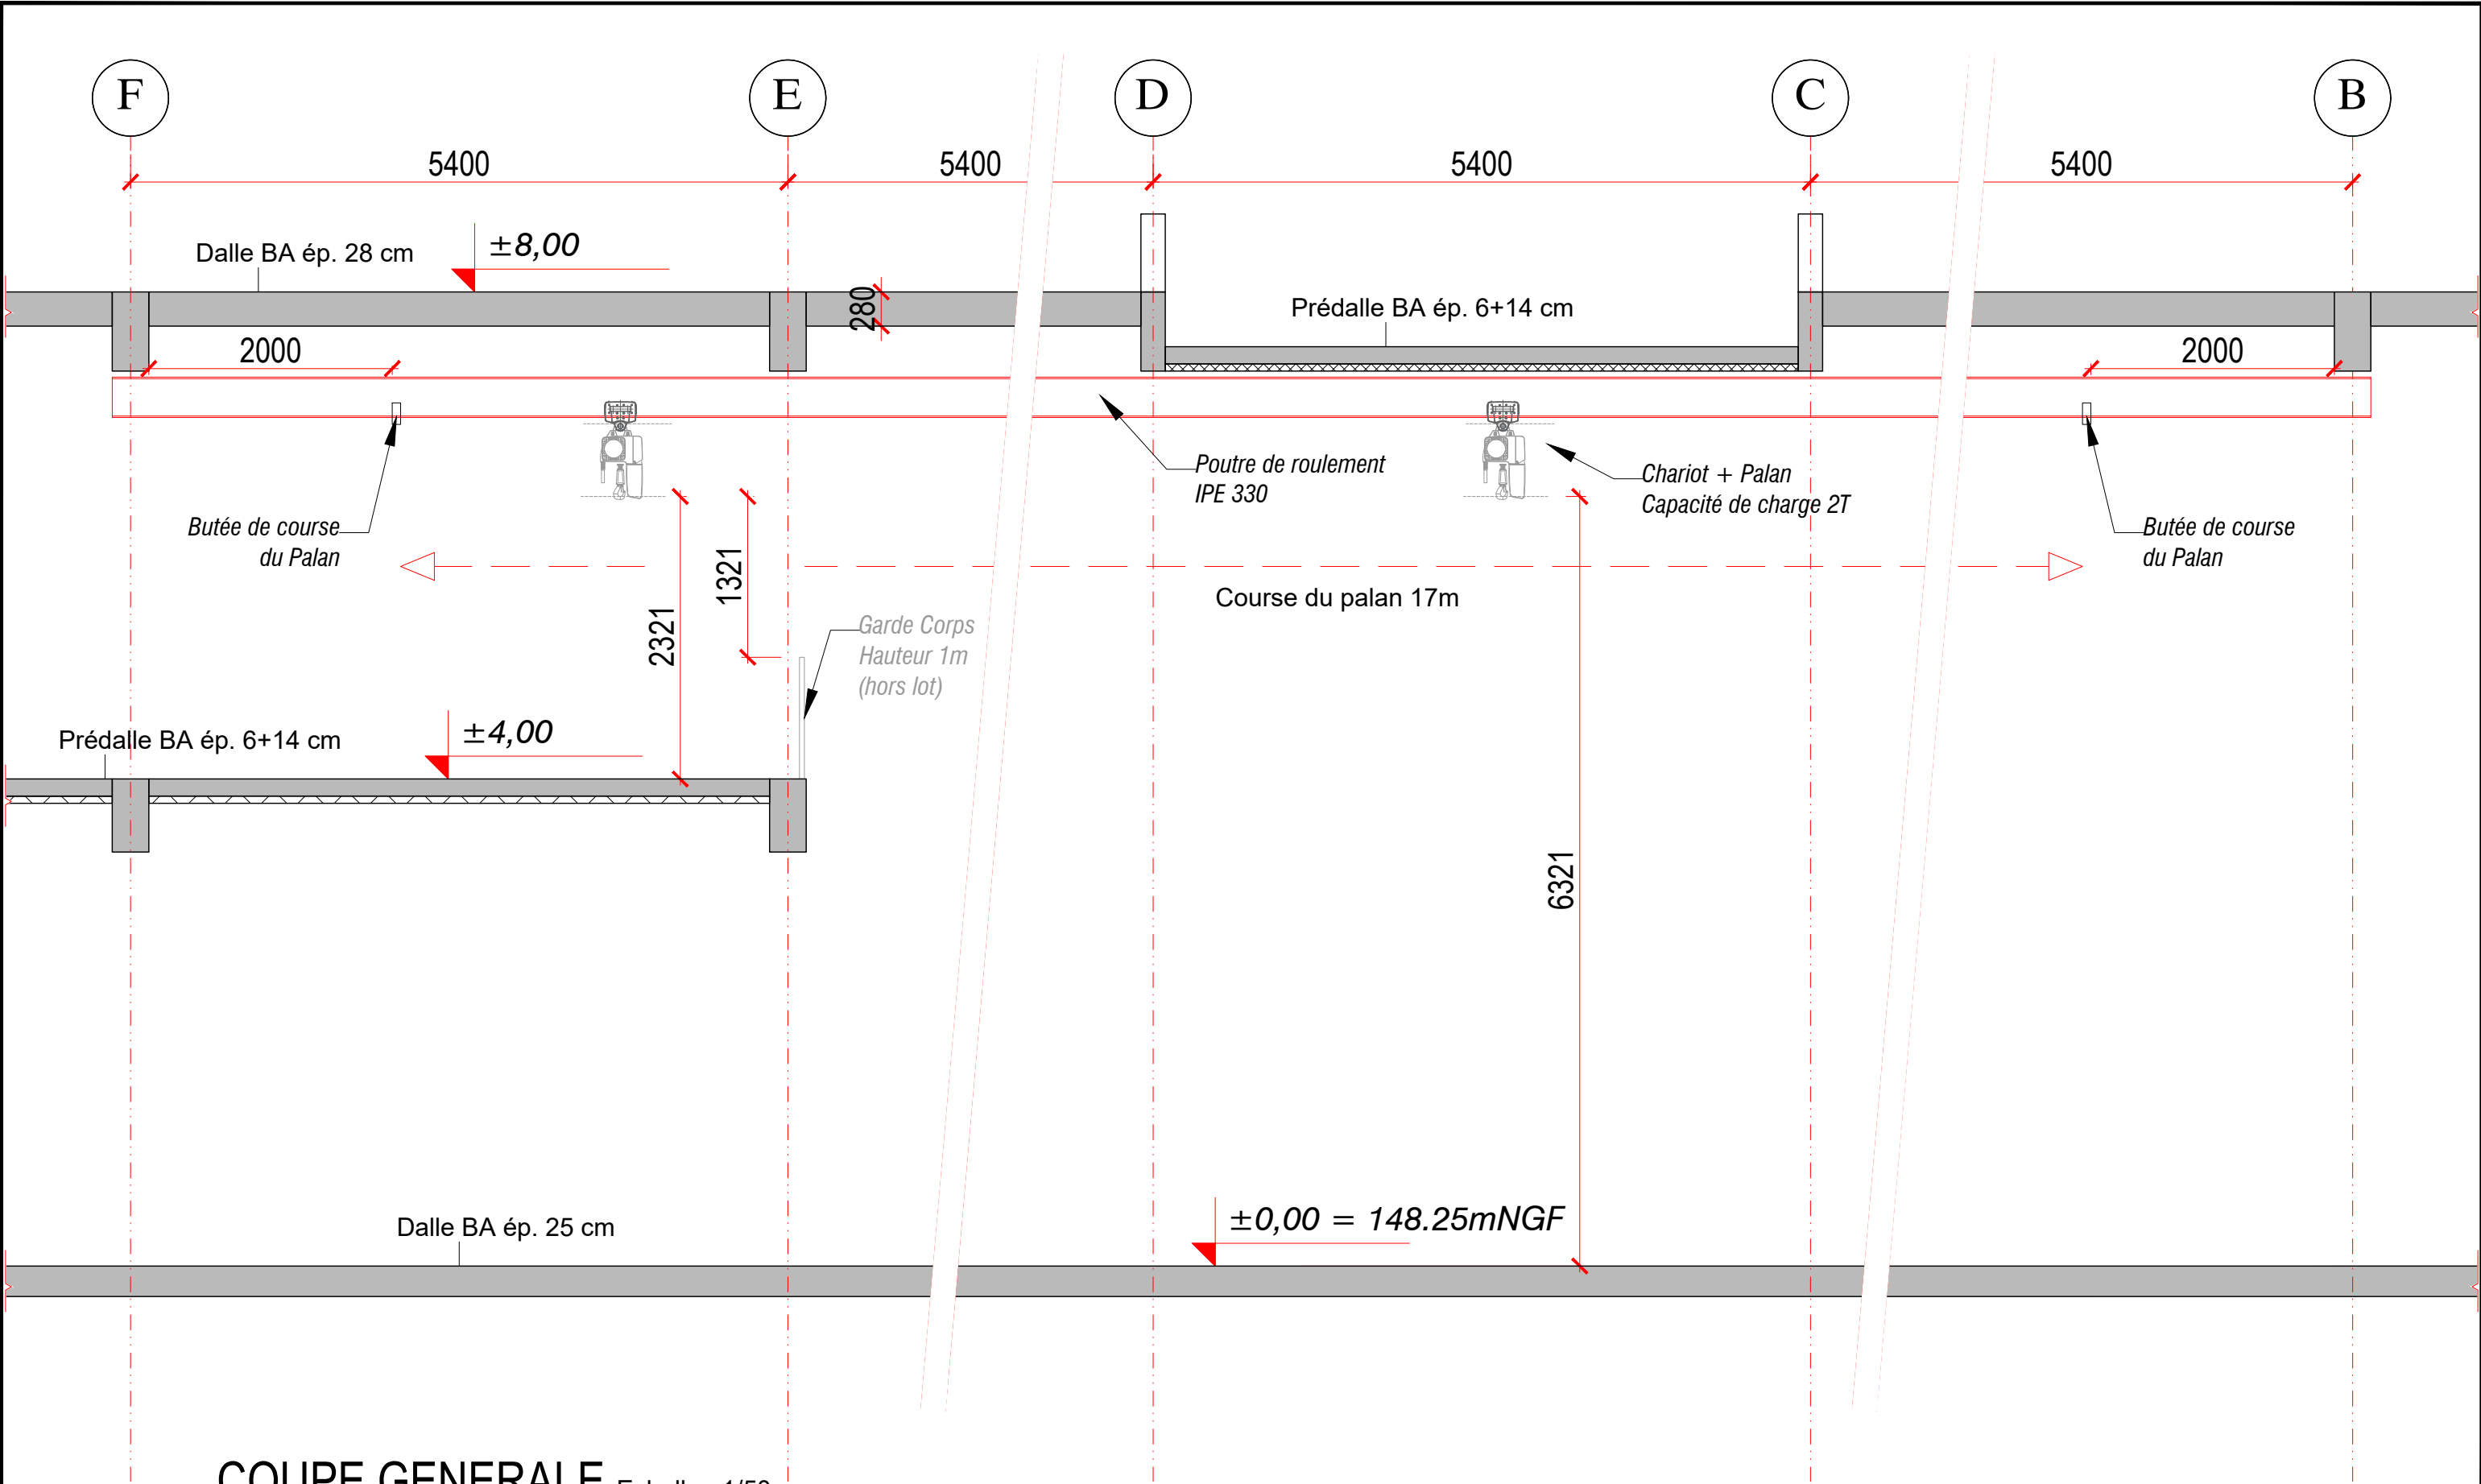 F
E
D
C
B
5400
5400
5400
5400
Dalle BA ép. 28 cm
±8,00
280
Prédalle BA ép. 6+14 cm
2000
2000
Poutre de roulement
IPE 330
Chariot + Palan
Capacité de charge 2T
Butée de course
du Palan
Butée de course
du Palan
1321
2321
Course du palan 17m
Garde Corps
Hauteur 1m
(hors lot)
Prédalle BA ép. 6+14 cm
±4,00
6321
Dalle BA ép. 25 cm
±0,00 = 148.25mNGF
COUPE GENERALE